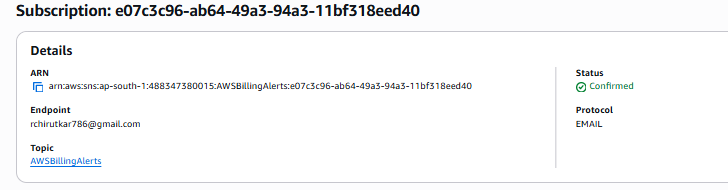 Subscription: e07c3c96-ab64-49a3-94a3-11bf318eed40
Details
ARN
arn:aws:sns:ap-south-1:488347380015:AWSBillingAlerts:e07c3c96-ab64-49a3-94a3-11bf318eed40
Endpoint
rchirutkar786@gmail.com
Topic
AWSBillingAlerts
Status
Confirmed
Protocol
EMAIL